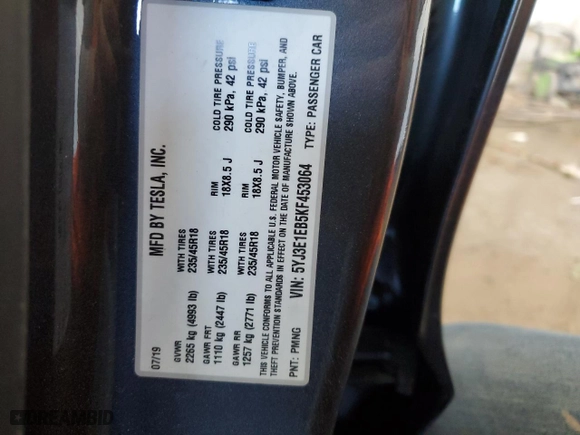 MFD BY TESLA, INC.
07/19
GVWR WITH TIRES RIM COLD TIRE PRESSURE
2265 kg (4993 lb) 235/45R18
GAWR FRT WITH TIRES RIM COLD TIRE PRESSURE
1110 kg (2447 lb) 235/45R18 18X8.5 J 290 kPa, 42 psi
GAWR RR WITH TIRES RIM COLD TIRE PRESSURE
1257 kg (2771 lb) 235/45R18 18X8.5 J 290 kPa, 42 psi
THIS VEHICLE CONFORMS TO ALL APPLICABLE U.S. FEDERAL MOTOR VEHICLE SAFETY, BUMPER, AND
THEFT PREVENTION STANDARDS IN EFFECT ON THE DATE OF MANUFACTURE SHOWN ABOVE.
PNT: PMNG VIN: 5YJ3E1EB5KF453064 TYPE: PASSENGER CAR
DREAMBID